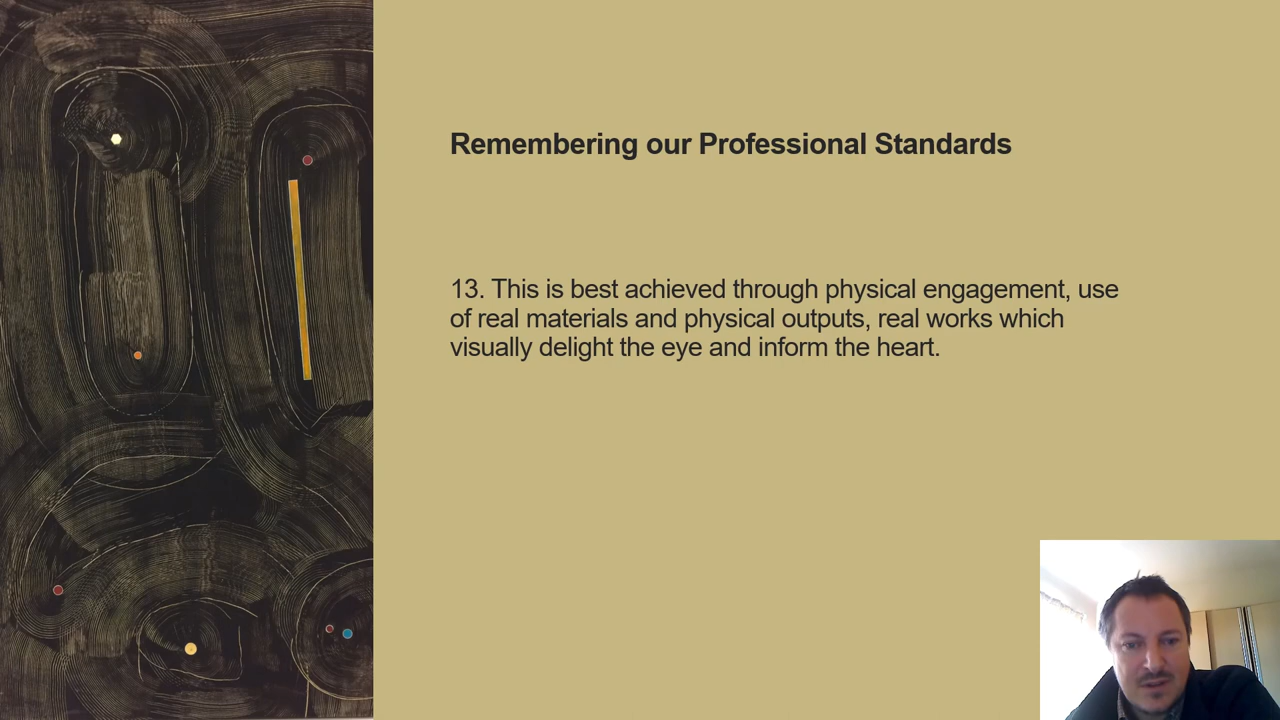 Remembering our Professional Standards
13. This is best achieved through physical engagement, use
of real materials and physical outputs, real works which
visually delight the eye and inform the heart.